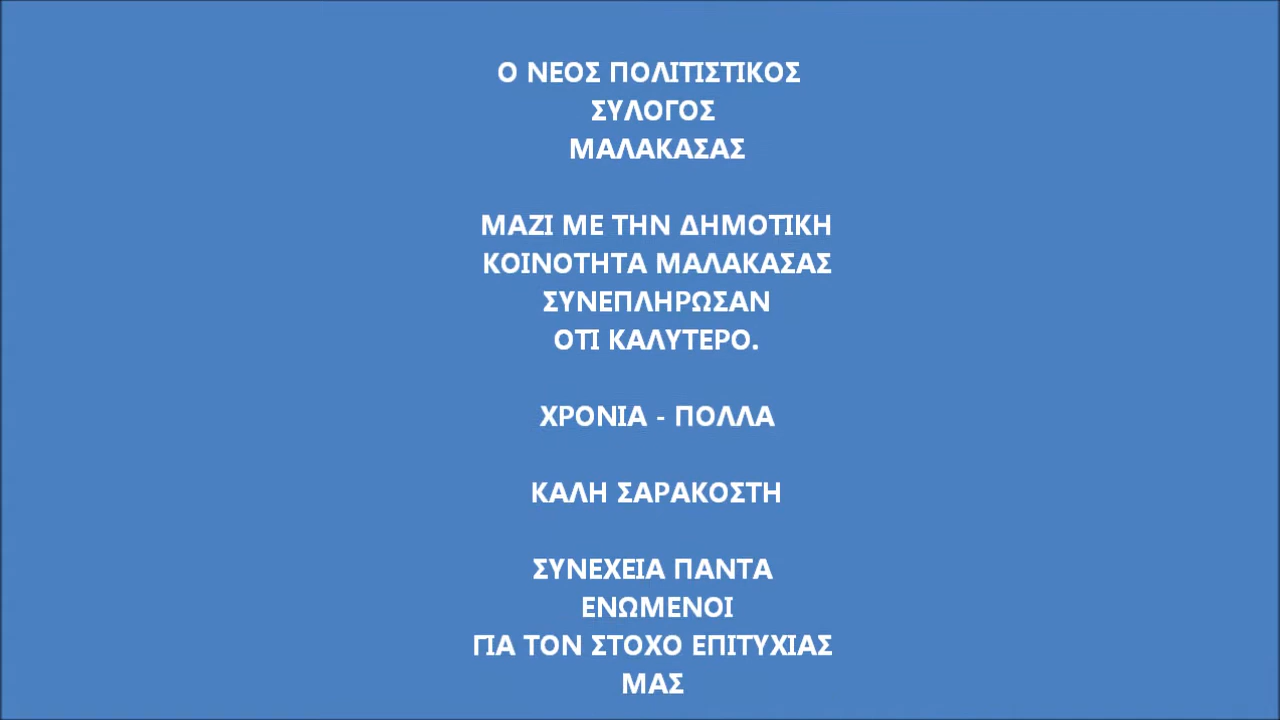 Ο ΝΕΟΣ ΠΟΛΙΤΙΣΤΙΚΟΣ
ΣΥΛΟΓΟΣ
ΜΑΛΑΚΑΣΑΣ
ΜΑΖΙ ΜΕ ΤΗΝ ΔΗΜΟΤΙΚΗ
ΚΟΙΝΟΤΗΤΑ ΜΑΛΑΚΑΣΑΣ
ΣΥΝΕΠΛΗΡΩΣΑΝ
ΟΤΙ ΚΑΛΥΤΕΡΟ.
ΧΡΟΝΙΑ - ΠΟΛΛΑ
ΚΑΛΗ ΣΑΡΑΚΟΣΤΗ
ΣΥΝΕΧΕΙΑ ΠΑΝΤΑ
ΕΝΩΜΕΝΟΙ
ΓΙΑ ΤΟΝ ΣΤΟΧΟ ΕΠΙΤΥΧΙΑΣ
ΜΑΣ